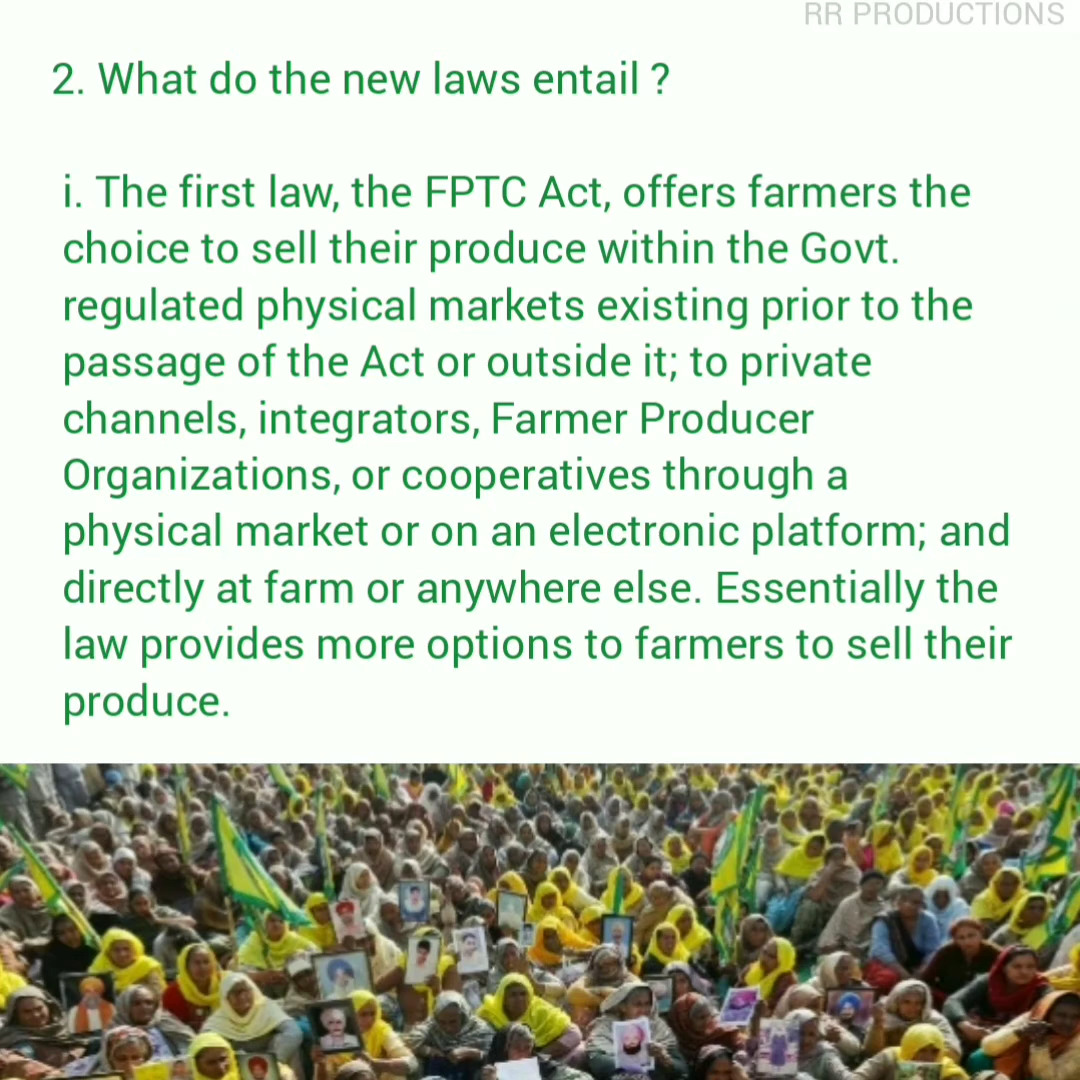 RR PRODUCTIONS
2. What do the new laws entail ?
i. The first law, the FPTC Act, offers farmers the
choice to sell their produce within the Govt.
regulated physical markets existing prior to the
passage of the Act or outside it; to private
channels, integrators, Farmer Producer
Organizations, or cooperatives through a
physical market or on an electronic platform; and
directly at farm or anywhere else. Essentially the
law provides more options to farmers to sell their
produce.